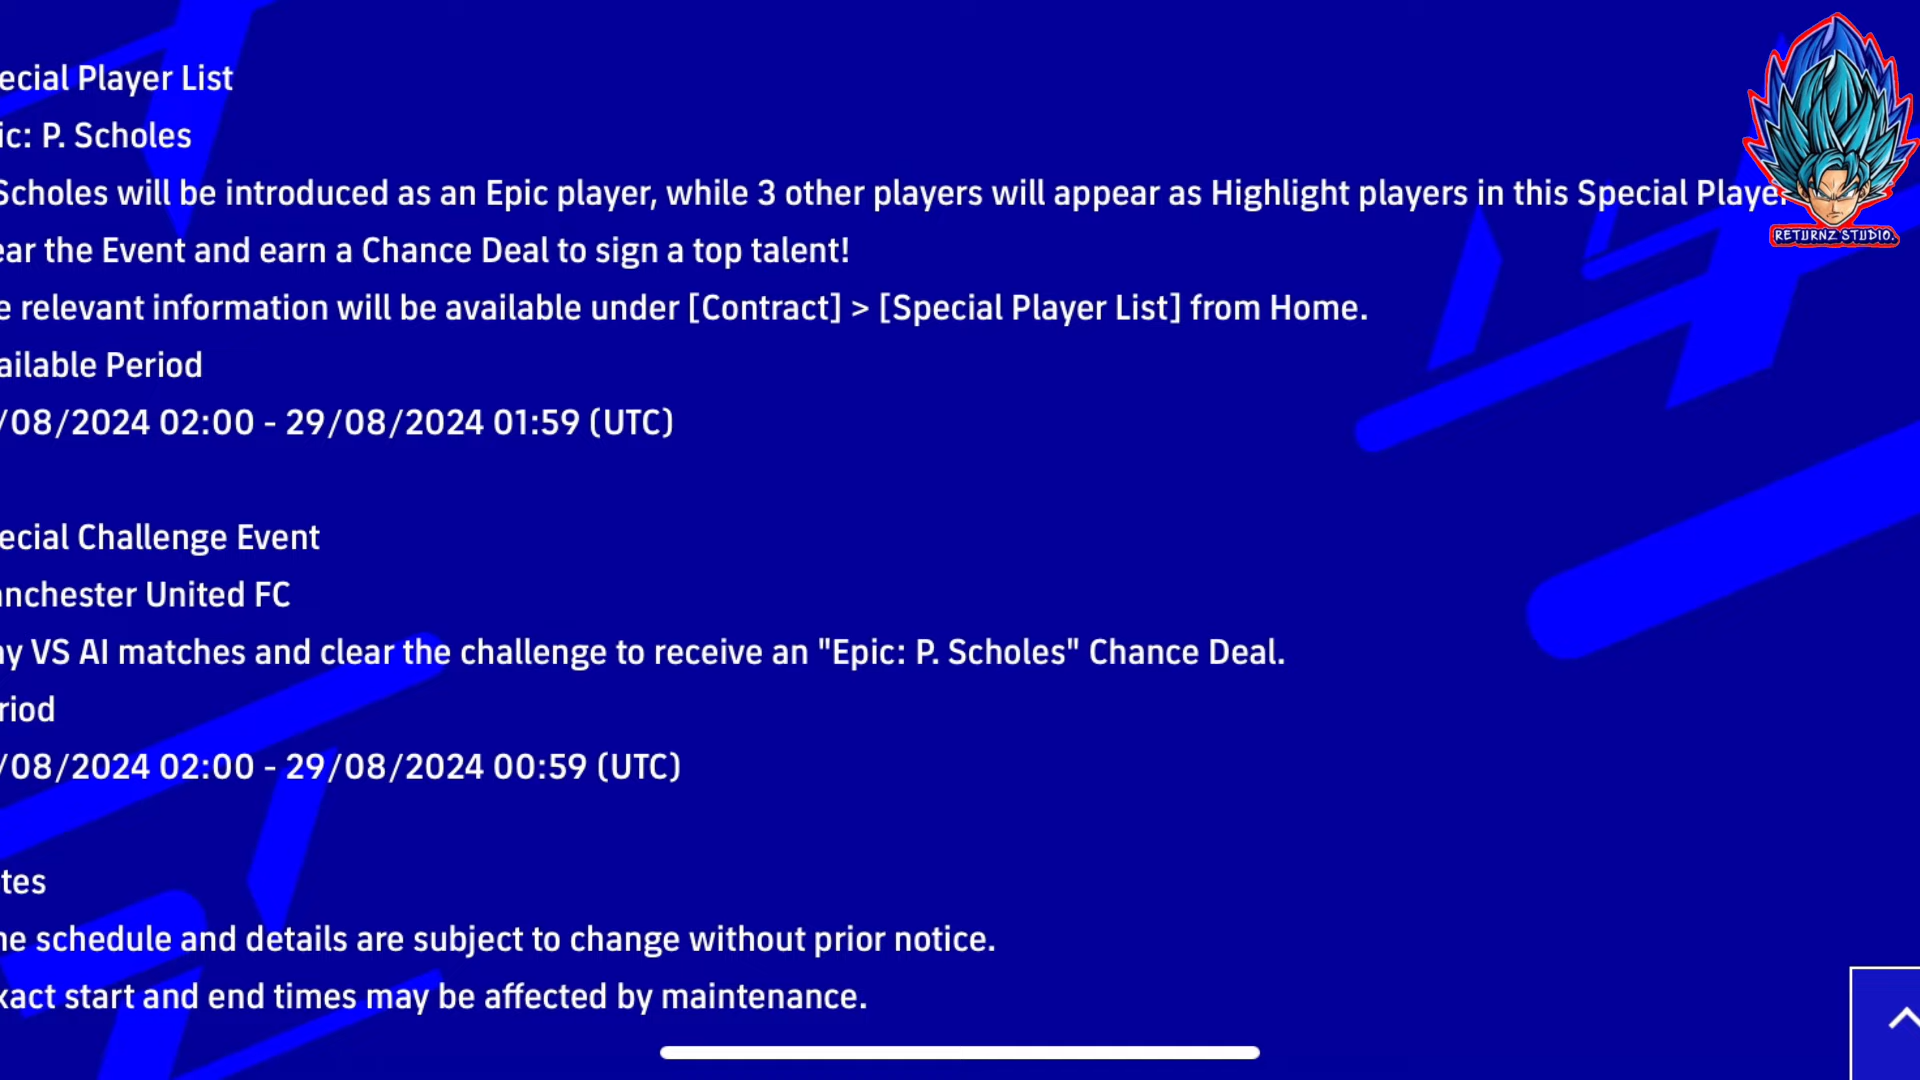 ecial Player List
ic: P. Scholes
Scholes will be introduced as an Epic player, while 3 other players will appear as Highlight players in this Special Player
ear the Event and earn a Chance Deal to sign a top talent!
e relevant information will be available under [Contract] > [Special Player List] from Home.
ailable Period
/08/2024 02:00 - 29/08/2024 01:59 (UTC)
ecial Challenge Event
anchester United FC
ay VS AI matches and clear the challenge to receive an "Epic: P. Scholes" Chance Deal.
riod
/08/2024 02:00 - 29/08/2024 00:59 (UTC)
tes
he schedule and details are subject to change without prior notice.
xact start and end times may be affected by maintenance.
RETURNZ STUDIO.